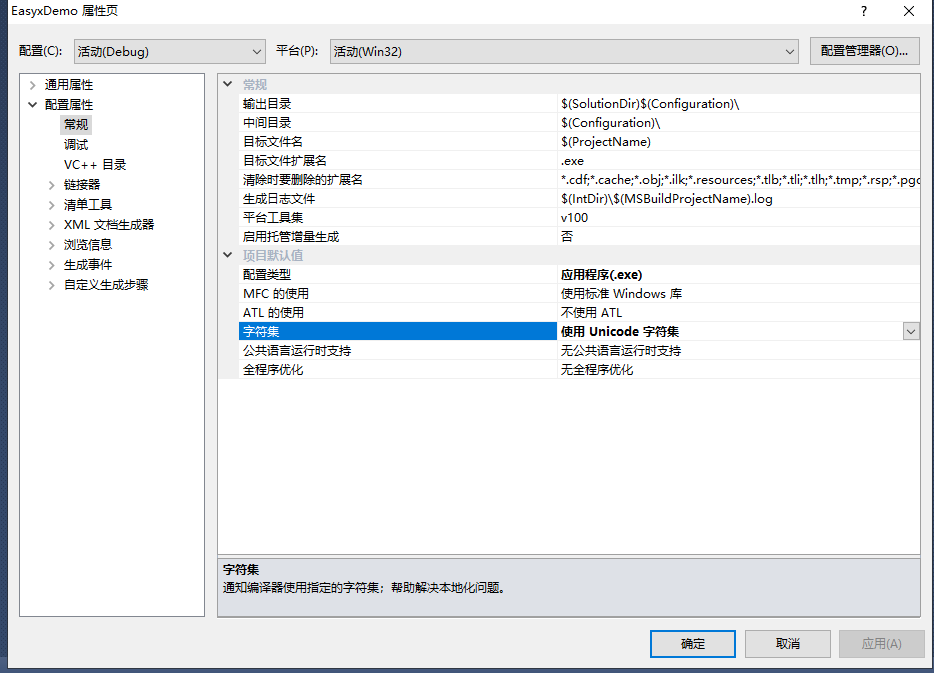 EasyxDemo 属性页
配置(C): 活动(Debug) 平台(P): 活动(Win32) 配置管理器(O)...
通用属性
配置属性
常规
调试
VC++ 目录
链接器
清单工具
XML 文档生成器
浏览信息
生成事件
自定义生成步骤
常规
输出目录 $(SolutionDir)$(Configuration)\
中间目录 $(Configuration)\
目标文件名 $(ProjectName)
目标文件扩展名 .exe
清除时要删除的扩展名 *.cdf;*.cache;*.obj;*.ilk;*.resources;*.tlb;*.tli;*.tlh;*.tmp;*.rsp;*.pgc
生成日志文件 $(IntDir)\$(MSBuildProjectName).log
平台工具集 v100
启用托管增量生成 否
项目默认值
配置类型 应用程序(.exe)
MFC 的使用 使用标准 Windows 库
ATL 的使用 不使用 ATL
字符集 使用 Unicode 字符集
公共语言运行时支持 无公共语言运行时支持
全程序优化 无全程序优化
字符集
通知编译器使用指定的字符集；帮助解决本地化问题。
确定 取消 应用(A)